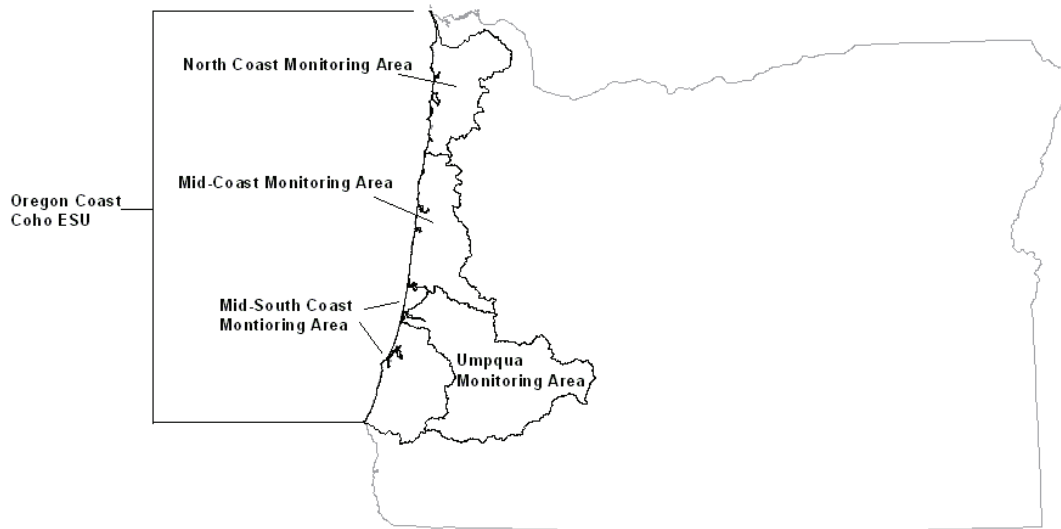 North Coast Monitoring Area
Mid-Coast Monitoring Area
Oregon Coast
Coho ESU
Mid-South Coast
Montioring Area
Umpqua
Monitoring Area